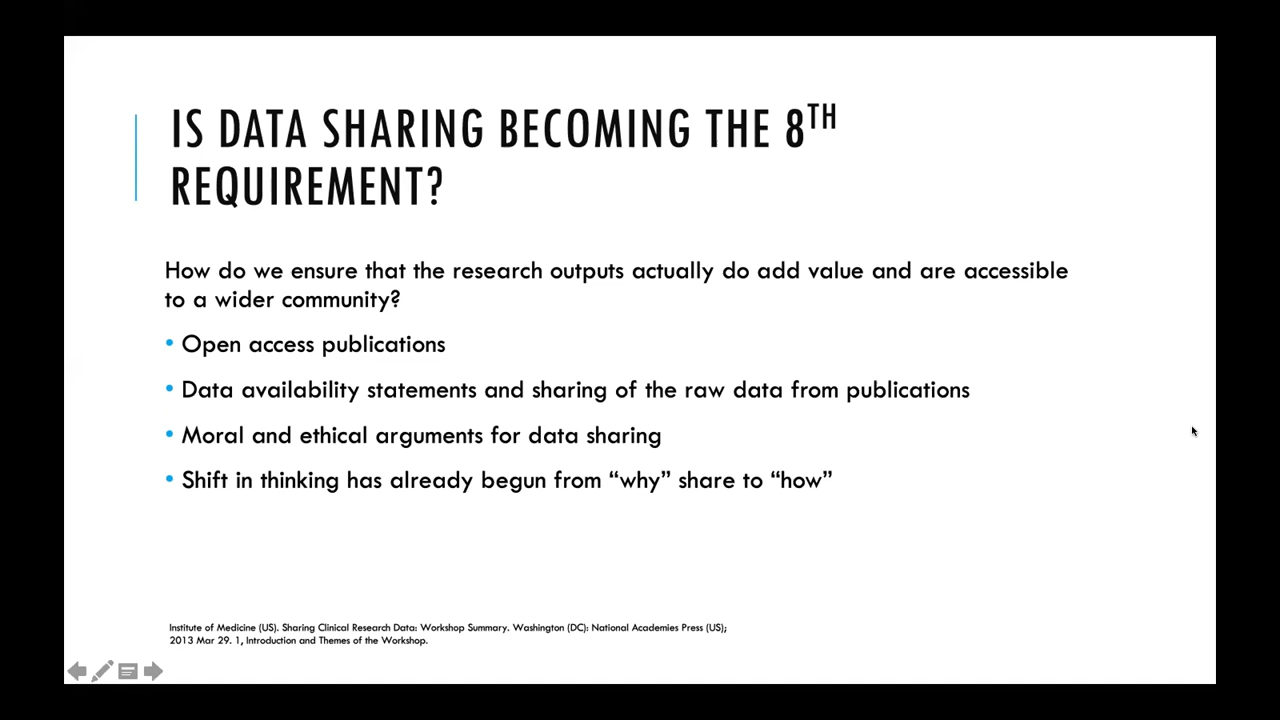 IS DATA SHARING BECOMING THE 8TH
REQUIREMENT?
How do we ensure that the research outputs actually do add value and are accessible
to a wider community?
• Open access publications
• Data availability statements and sharing of the raw data from publications
• Moral and ethical arguments for data sharing
• Shift in thinking has already begun from “why” share to “how”
Institute of Medicine (US). Sharing Clinical Research Data: Workshop Summary. Washington (DC): National Academies Press (US);
2013 Mar 29. 1, Introduction and Themes of the Workshop.